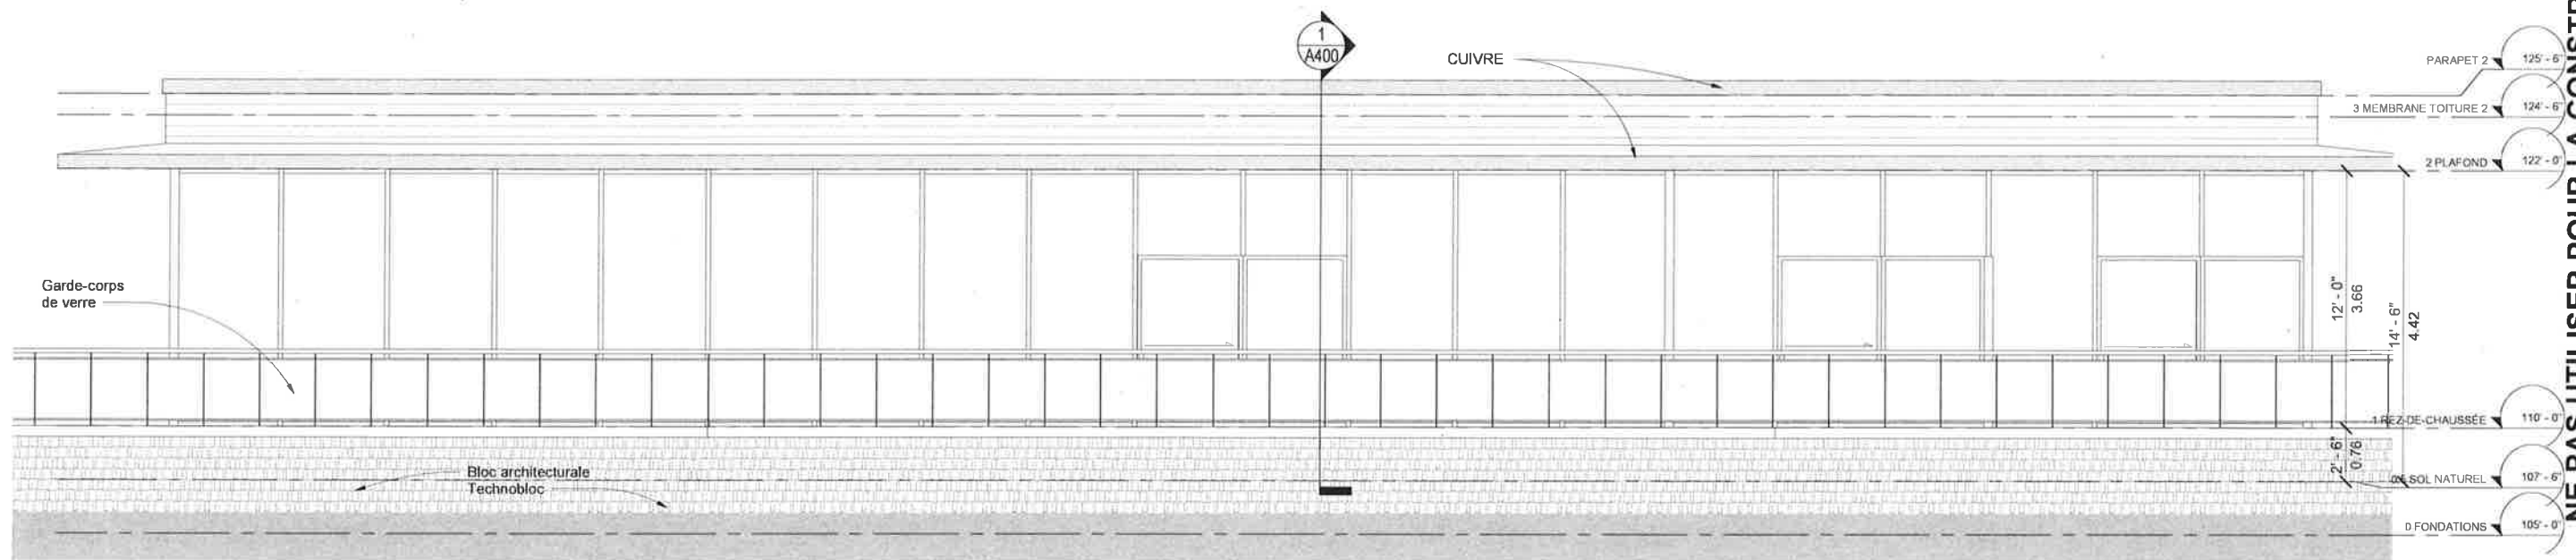 1
A400
CUIVRE
PARAPET 2
125' - 6"
3 MEMBRANE TOITURE 2
124' - 6"
2 PLAFOND
122' - 0"
Garde-corps
de verre
12' - 0"
3.66
14' - 6"
4.42
1 REZ-DE-CHAUSSÉE
110' - 0"
2' - 6"
0.76
Bloc architecturale
Technobloc
SOL NATUREL
107' - 6"
0 FONDATIONS
105' - 0"
NE PAS UTILISER POUR LA